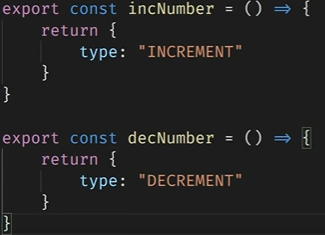 export const incNumber = () => {
    return {
        type: "INCREMENT"
    }
}
export const decNumber = () => {
    return {
        type: "DECREMENT"
    }
}